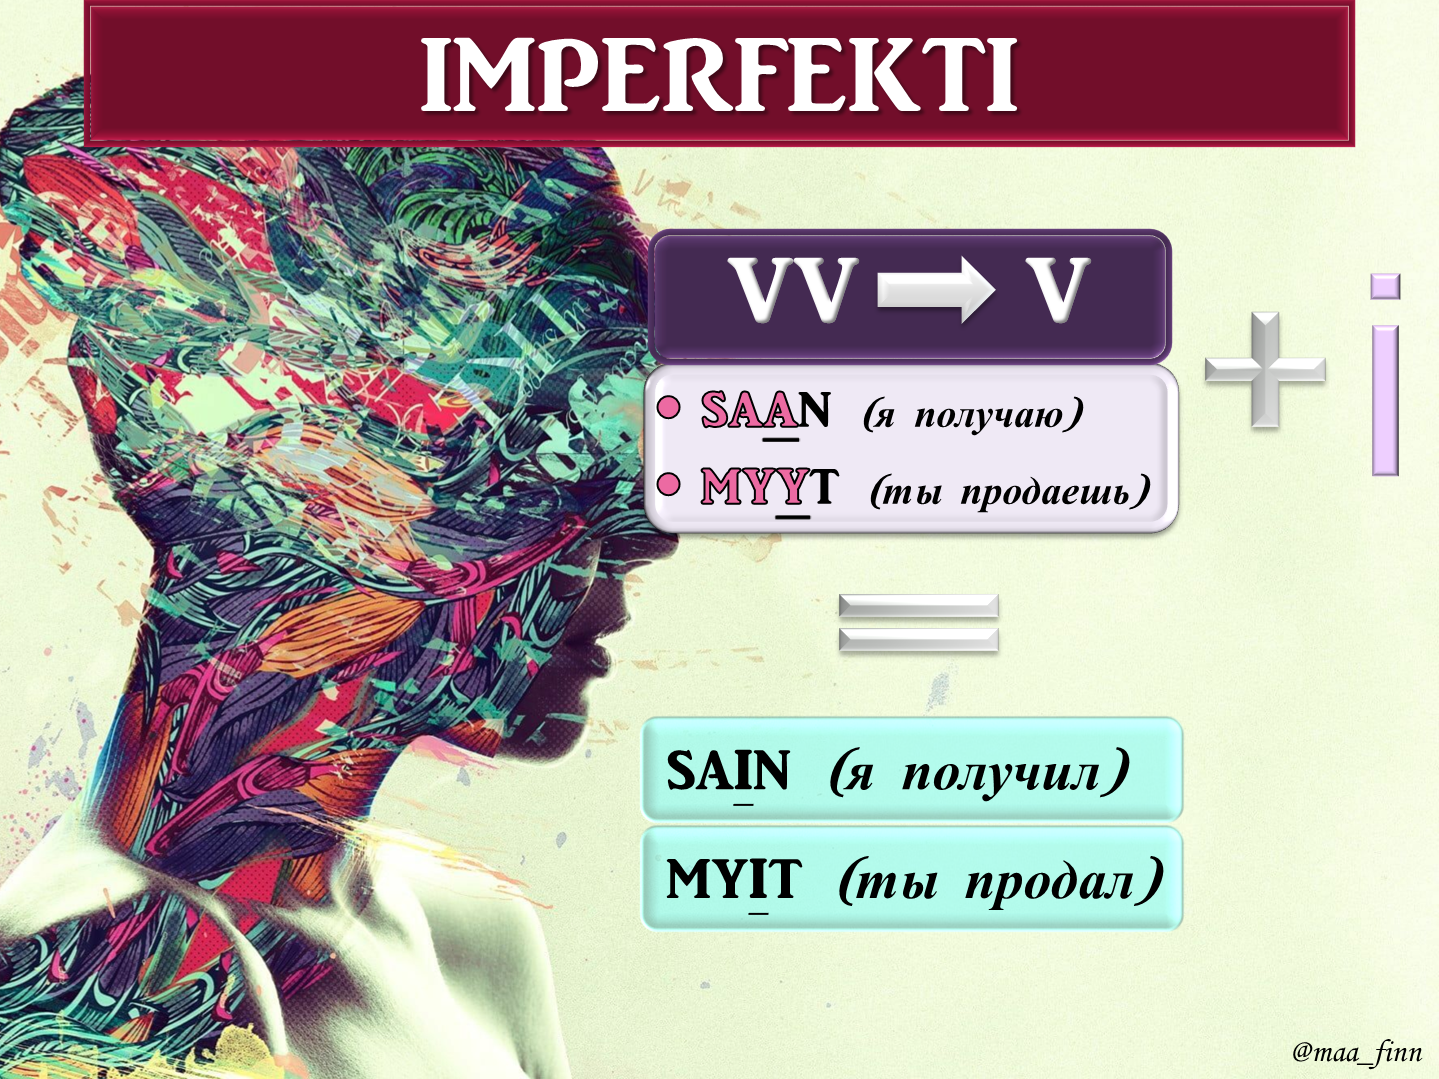 IMPERFEKTI
VV V
+ i
SAAN (я получаю)
MYYT (ты продаешь)
=
SAIN (я получил)
MYIT (ты продал)
@maa_finn